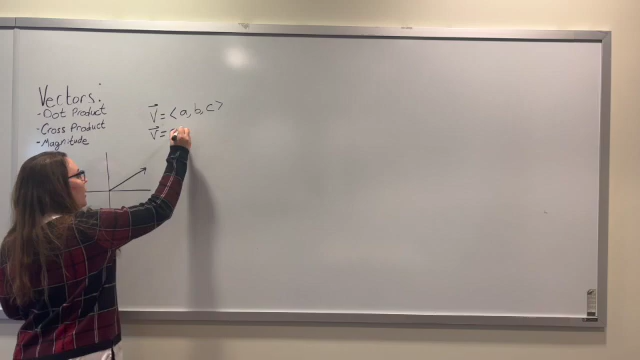 Vectors:
- Dot Product
- Cross Product
- Magnitude
V⃗ = <a, b, c>
V⃗ =